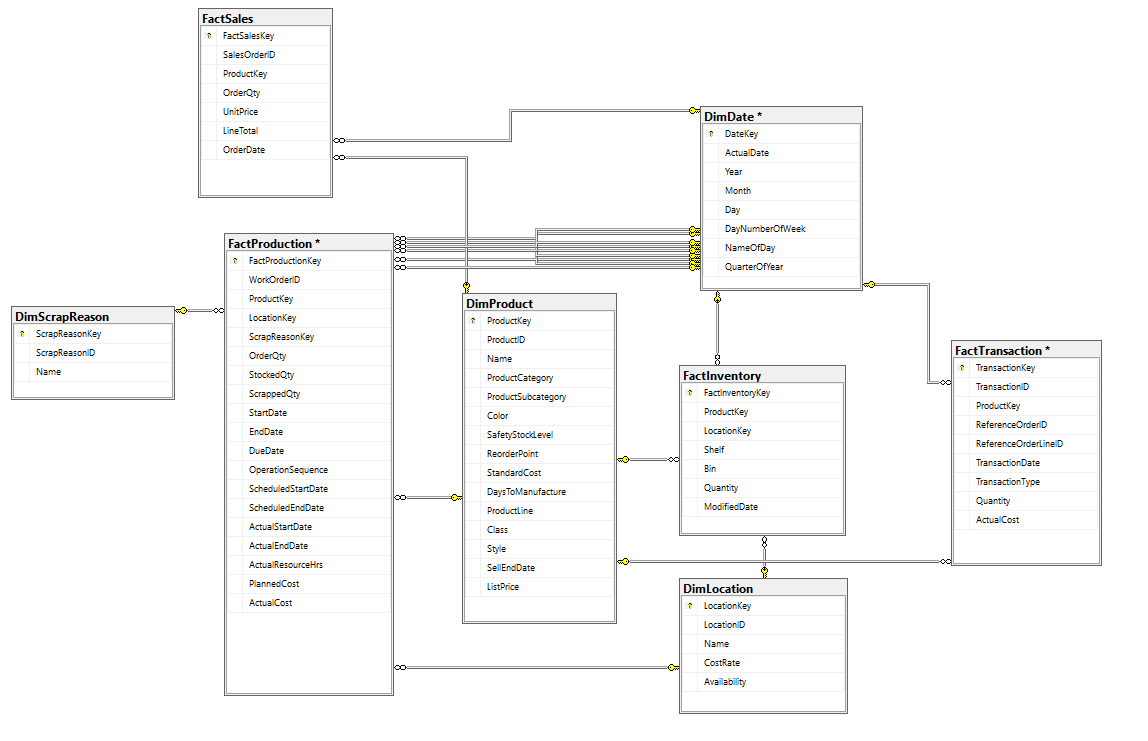 FactSales
FactSalesKey
SalesOrderID
ProductKey
OrderQty
UnitPrice
LineTotal
OrderDate
DimDate *
DateKey
ActualDate
Year
Month
Day
DayNumberOfWeek
NameOfDay
QuarterOfYear
FactProduction *
FactProductionKey
WorkOrderID
ProductKey
LocationKey
ScrapReasonKey
OrderQty
StockedQty
ScrappedQty
StartDate
EndDate
DueDate
OperationSequence
ScheduledStartDate
ScheduledEndDate
ActualStartDate
ActualEndDate
ActualResourceHrs
PlannedCost
ActualCost
DimScrapReason
ScrapReasonKey
ScrapReasonID
Name
DimProduct
ProductKey
ProductID
Name
ProductCategory
ProductSubcategory
Color
SafetyStockLevel
ReorderPoint
StandardCost
DaysToManufacture
ProductLine
Class
Style
SellEndDate
ListPrice
FactInventory
FactInventoryKey
ProductKey
LocationKey
Shelf
Bin
Quantity
ModifiedDate
FactTransaction *
TransactionKey
TransactionID
ProductKey
ReferenceOrderID
ReferenceOrderLineID
TransactionDate
TransactionType
Quantity
ActualCost
DimLocation
LocationKey
LocationID
Name
CostRate
Availability